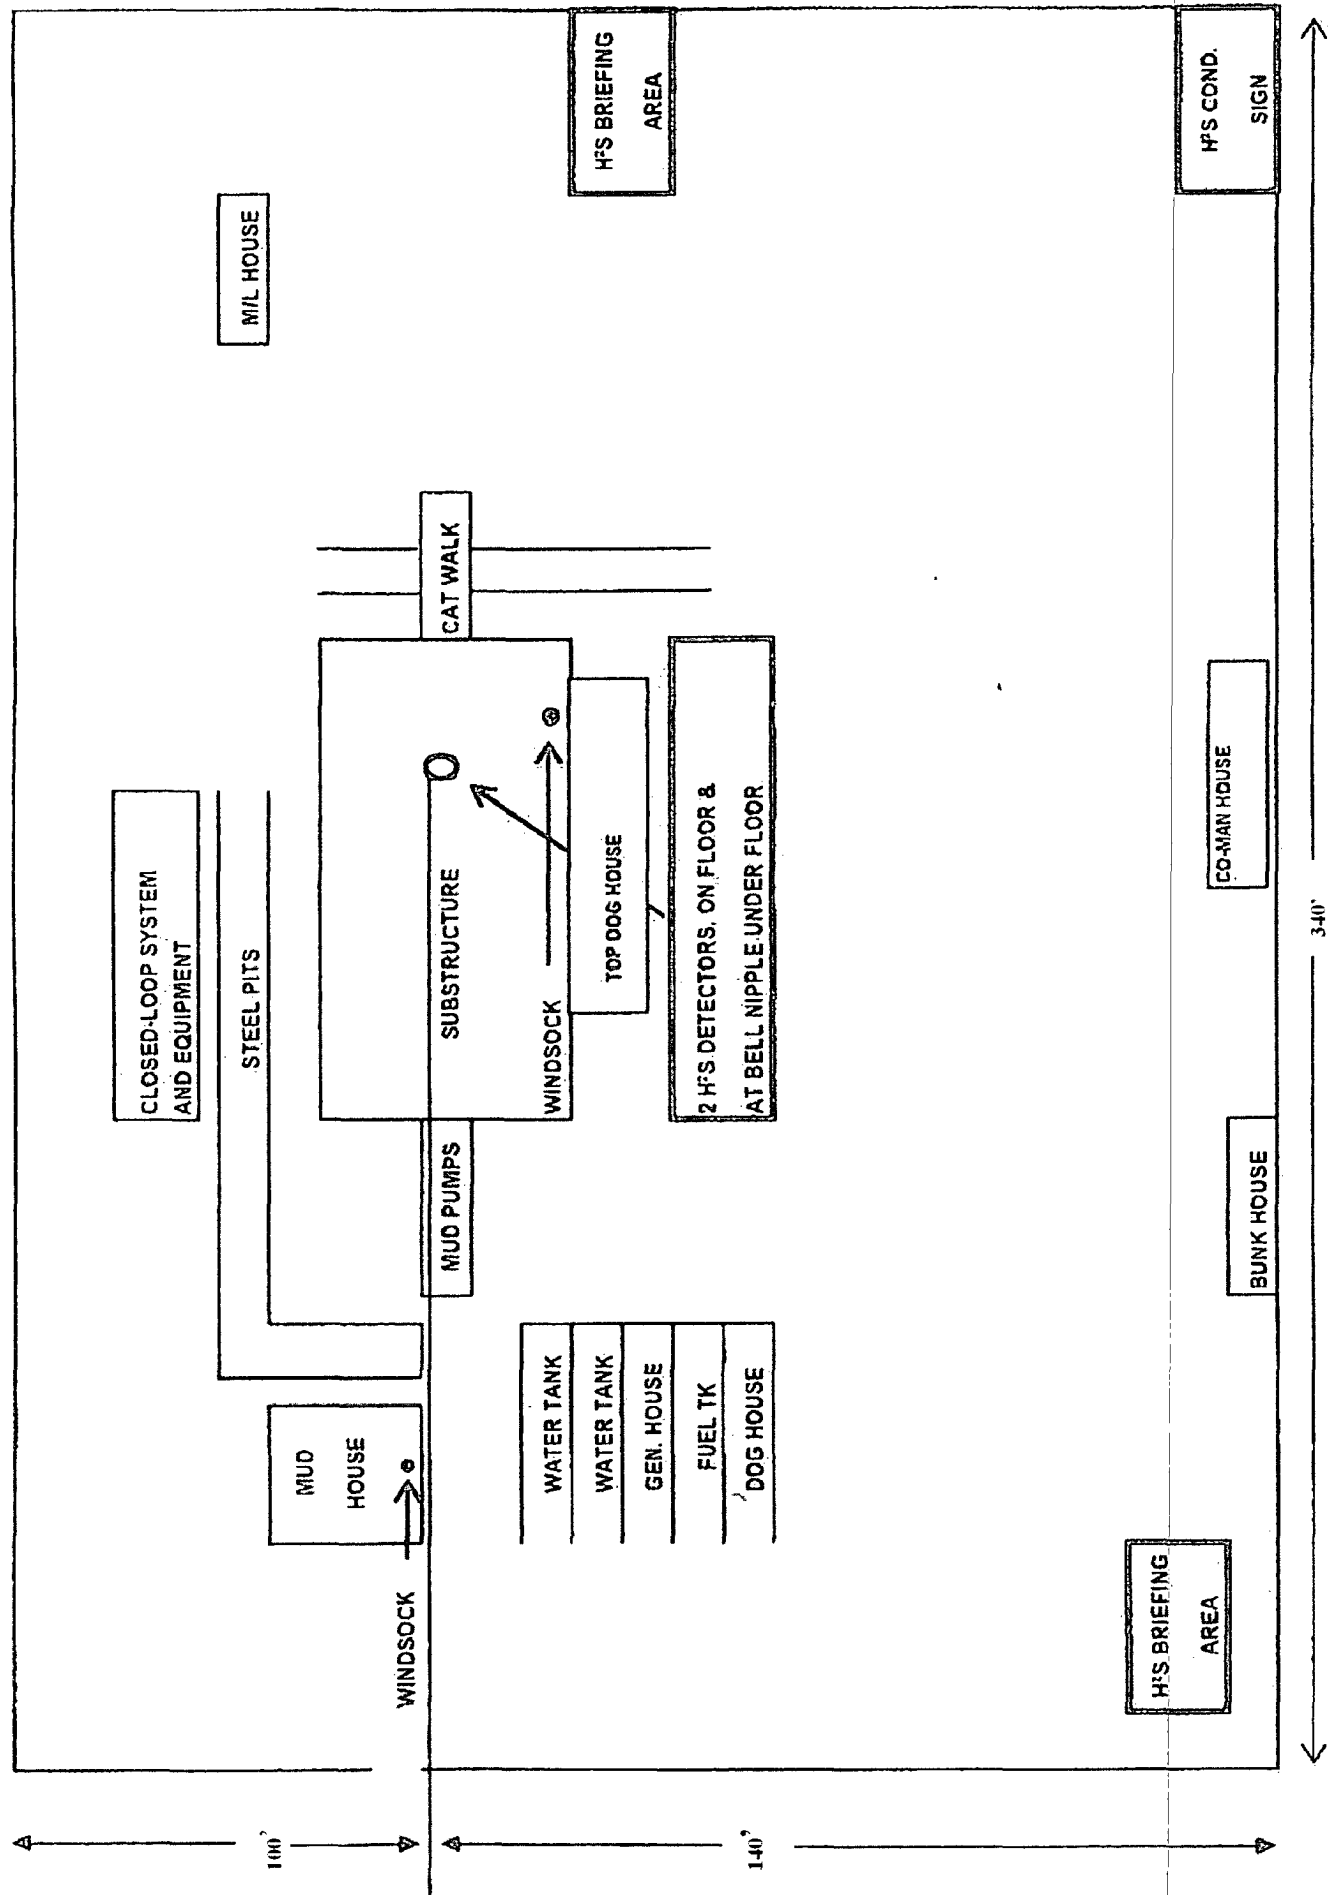 H²S BRIEFING
AREA
H²S COND.
SIGN
M/L HOUSE
CAT WALK
CLOSED-LOOP SYSTEM
AND EQUIPMENT
STEEL PITS
SUBSTRUCTURE
WINDSOCK
TOP DOG HOUSE
2 H²S DETECTORS, ON FLOOR &
AT BELL NIPPLE UNDER FLOOR
CO-MAN HOUSE
340'
MUD PUMPS
BUNK HOUSE
MUD
HOUSE
WATER TANK
WATER TANK
GEN. HOUSE
FUEL TK
DOG HOUSE
WINDSOCK
H²S BRIEFING
AREA
100'
140'